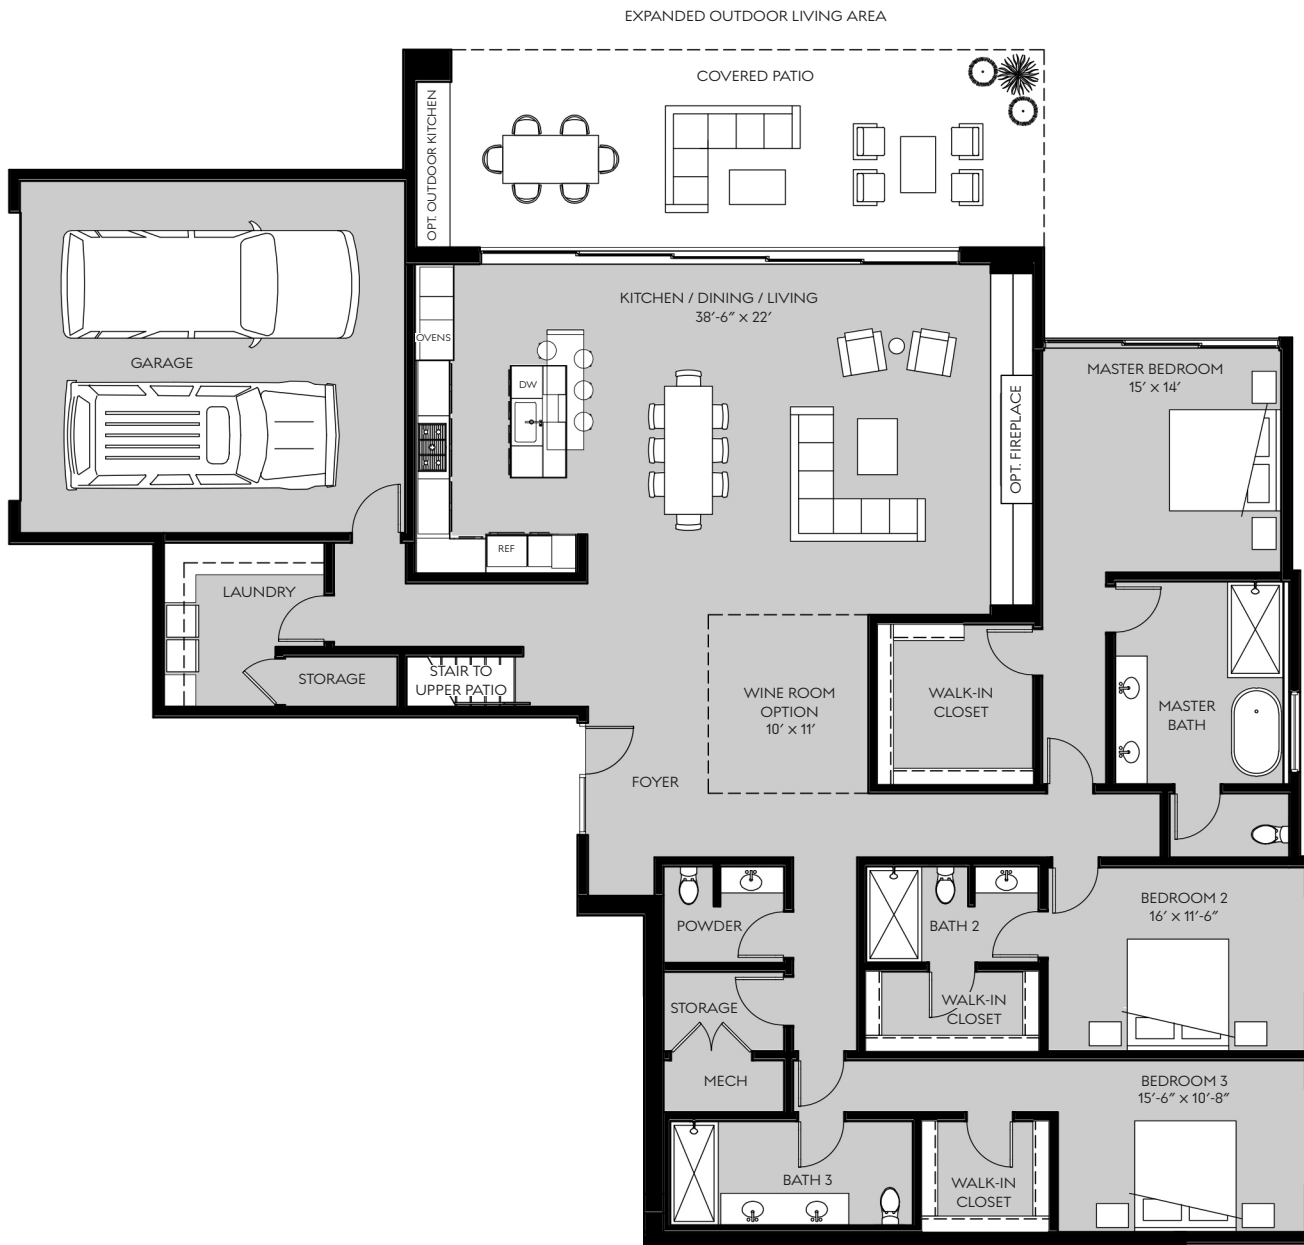 EXPANDED OUTDOOR LIVING AREA
COVERED PATIO
OPT. OUTDOOR KITCHEN
KITCHEN / DINING / LIVING
38'-6" x 22'
OVENS
GARAGE
DW
MASTER BEDROOM
15' x 14'
OPT. FIREPLACE
REF
LAUNDRY
STORAGE
STAIR TO
UPPER PATIO
WINE ROOM
OPTION
10' x 11'
WALK-IN
CLOSET
MASTER
BATH
FOYER
POWDER
BATH 2
BEDROOM 2
16' x 11'-6"
STORAGE
WALK-IN
CLOSET
MECH
BEDROOM 3
15'-6" x 10'-8"
BATH 3
WALK-IN
CLOSET